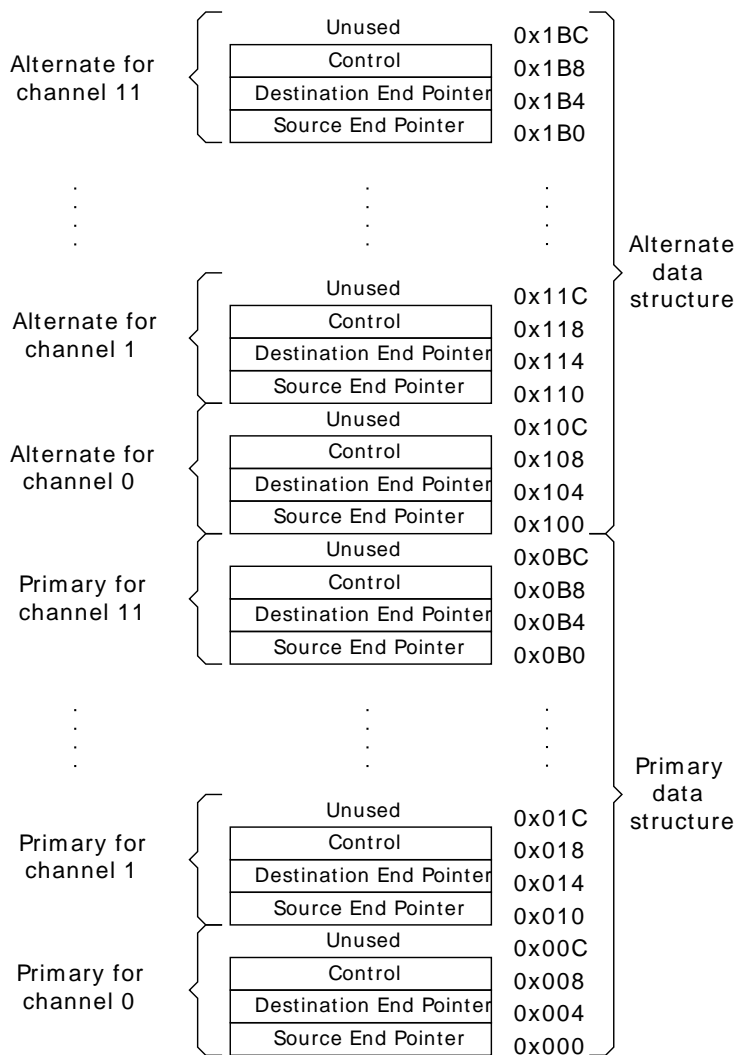 Alternate for
channel 11
Unused 0x1BC
Control 0x1B8
Destination End Pointer 0x1B4
Source End Pointer 0x1B0
Alternate
data
structure
Alternate for
channel 1
Unused 0x11C
Control 0x118
Destination End Pointer 0x114
Source End Pointer 0x110
Alternate for
channel 0
Unused 0x10C
Control 0x108
Destination End Pointer 0x104
Source End Pointer 0x100
Primary for
channel 11
Unused 0x0BC
Control 0x0B8
Destination End Pointer 0x0B4
Source End Pointer 0x0B0
Primary
data
structure
Primary for
channel 1
Unused 0x01C
Control 0x018
Destination End Pointer 0x014
Source End Pointer 0x010
Primary for
channel 0
Unused 0x00C
Control 0x008
Destination End Pointer 0x004
Source End Pointer 0x000